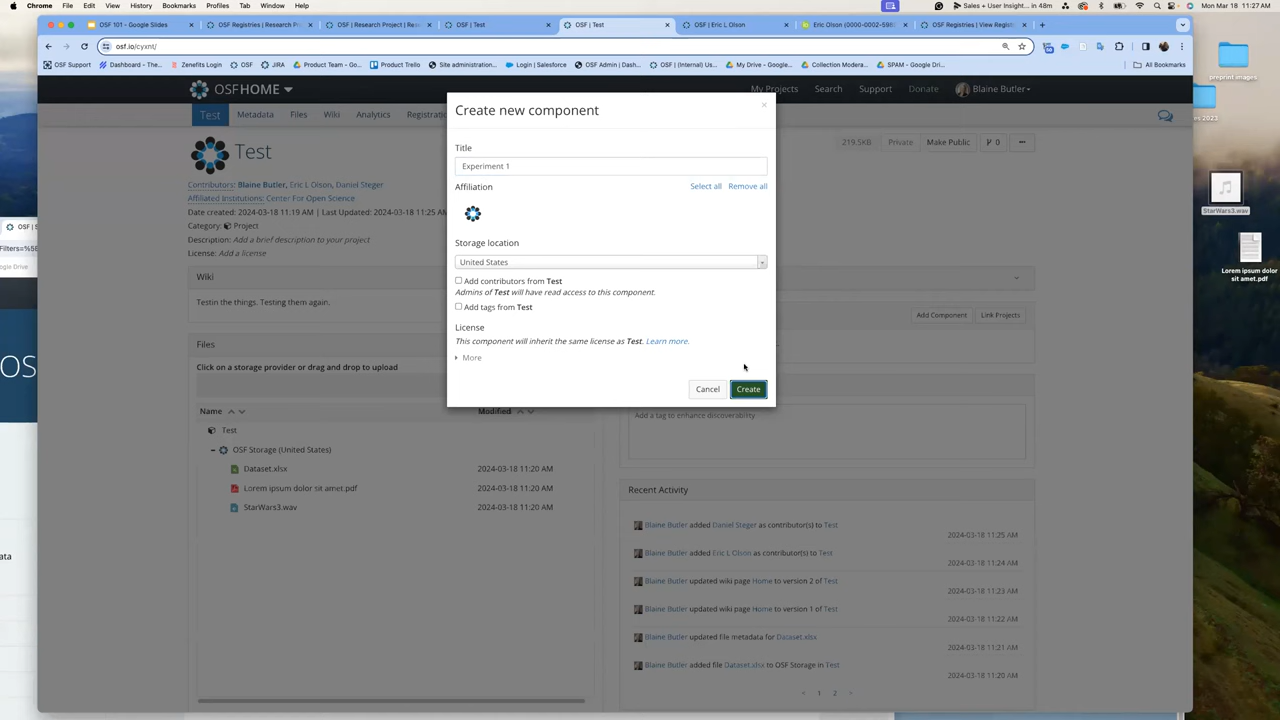 Chrome File Edit View History Bookmarks Profiles Tab Window Help Sales + User Insight... in 48m Mon Mar 18 11:27 AM
OSF 101 - Google Slides OSF Registries | Research Pro OSF | Research Project | Rese OSF | Test OSF | Test OSF | Eric L Olson Eric Olson (0000-0002-598 OSF Registries | View Registr
osf.io/cyxnt/
OSF Support Dashboard - The... Zenefits Login OSF JIRA Product Team - Go... Product Trello Site administration... Login | Salesforce OSF Admin | Dash... OSF | (Internal) Us... My Drive - Google... Collection Modera... SPAM - Google Dri... All Bookmarks
preprint images
OSFHOME My Projects Search Support Donate Blaine Butler
Test Metadata Files Wiki Analytics Registrati
Test
219.5KB Private Make Public 0
Contributors: Blaine Butler, Eric L Olson, Daniel Steger
Affiliated Institutions: Center For Open Science
Date created: 2024-03-18 11:19 AM | Last Updated: 2024-03-18 11:25 AM
Category: Project
Description: Add a brief description to your project
License: Add a license
Wiki
Testin the things. Testing them again.
Files
Click on a storage provider or drag and drop to upload
Name Modified
Test
OSF Storage (United States)
Dataset.xlsx 2024-03-18 11:20 AM
Lorem ipsum dolor sit amet.pdf 2024-03-18 11:20 AM
StarWars3.wav 2024-03-18 11:20 AM
Create new component
×
Title
Experiment 1
Affiliation Select all Remove all
Storage location
United States
Add contributors from Test
Admins of Test will have read access to this component.
Add tags from Test
License
This component will inherit the same license as Test. Learn more.
More
Cancel Create
Add Component Link Projects
Add a tag to enhance discoverability
Recent Activity
Blaine Butler added Daniel Steger as contributor(s) to Test
2024-03-18 11:25 AM
Blaine Butler added Eric L Olson as contributor(s) to Test
2024-03-18 11:24 AM
Blaine Butler updated wiki page Home to version 2 of Test
2024-03-18 11:23 AM
Blaine Butler updated wiki page Home to version 1 of Test
2024-03-18 11:22 AM
Blaine Butler updated file metadata for Dataset.xlsx
2024-03-18 11:21 AM
Blaine Butler added file Dataset.xlsx to OSF Storage in Test
2024-03-18 11:20 AM
< 1 2 >
StarWars3.wav
Lorem ipsum dolor
sit amet.pdf
OSF | S
Filters=%5B
ogle Drive
OS
ata